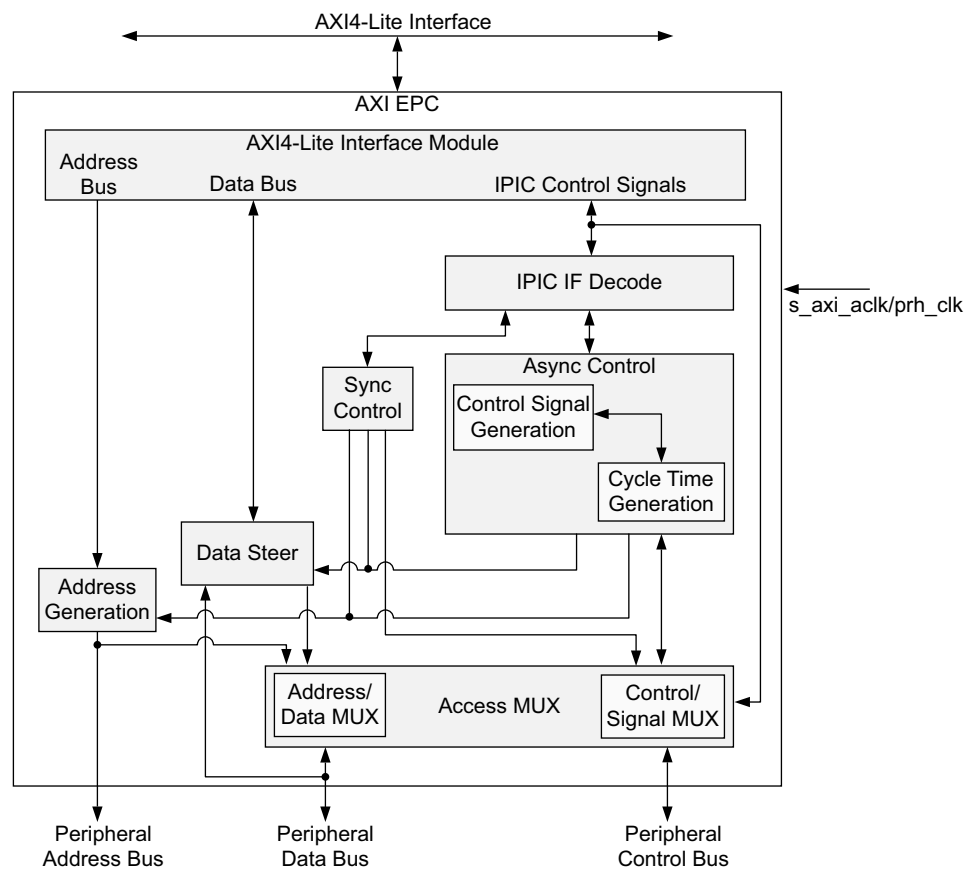 AXI4-Lite Interface
AXI EPC
AXI4-Lite Interface Module
Address
Bus
Data Bus
IPIC Control Signals
IPIC IF Decode
s_axi_aclk/prh_clk
Async Control
Sync
Control
Control Signal
Generation
Cycle Time
Generation
Data Steer
Address
Generation
Address/
Data MUX
Access MUX
Control/
Signal MUX
Peripheral
Address Bus
Peripheral
Data Bus
Peripheral
Control Bus